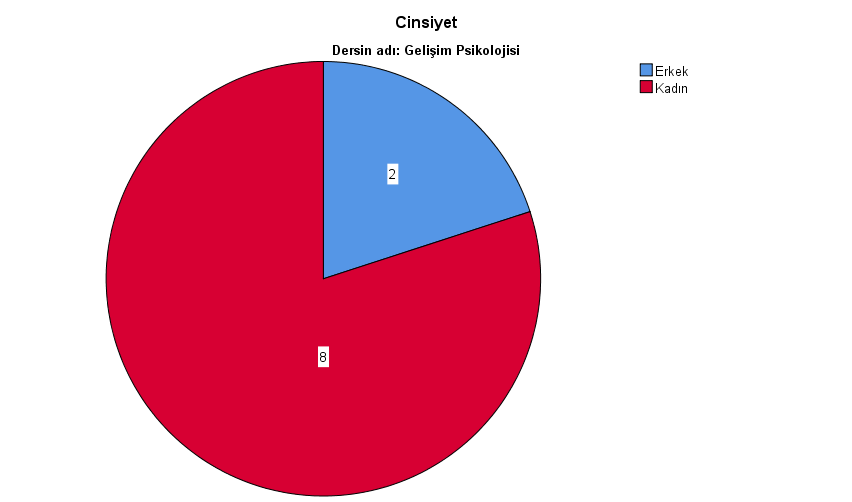 Cinsiyet
Dersin adı: Gelişim Psikolojisi
Erkek
Kadın
2
8